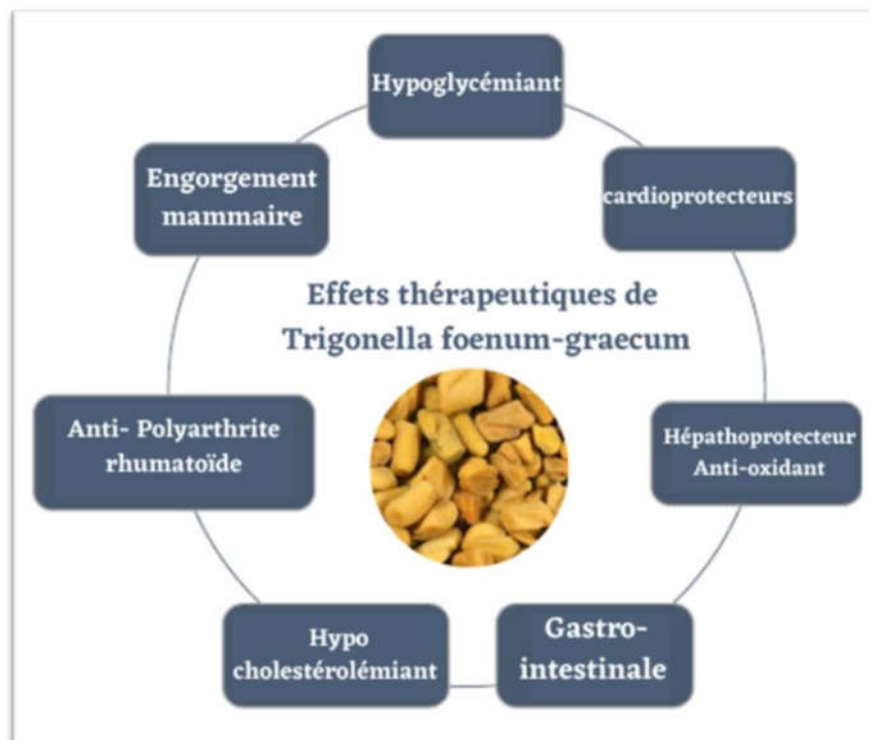 Hypoglycémiant
cardioprotecteurs
Hépathoprotecteur
Anti-oxidant
Gastro-
intestinale
Hypo
cholestérolémiant
Anti- Polyarthrite
rhumatoïde
Engorgement
mammaire
Effets thérapeutiques de
Trigonella foenum-graecum